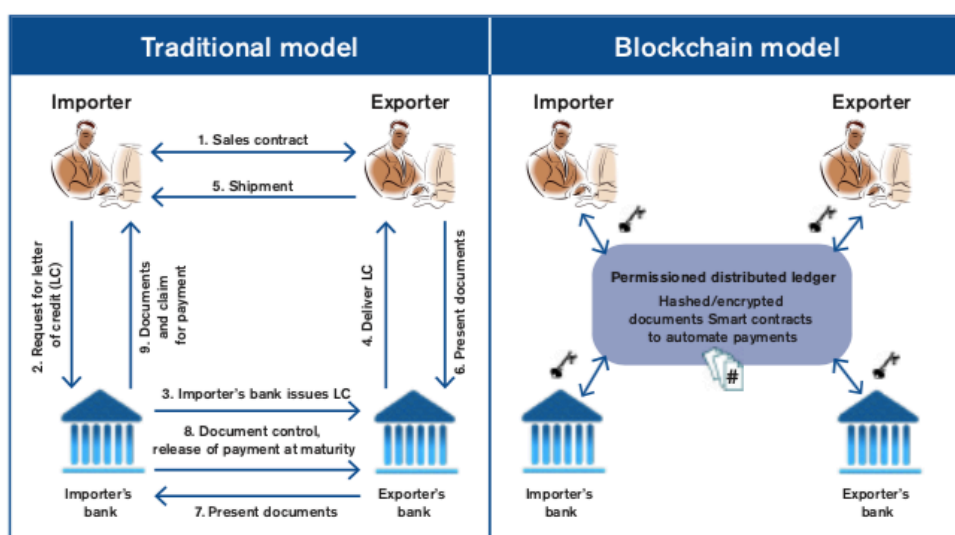 Traditional model
Blockchain model
Importer
Exporter
1. Sales contract
5. Shipment
2. Request for letter
of credit (LC)
9. Documents
and claim
for payment
4. Deliver LC
6. Present documents
3. Importer's bank issues LC
8. Document control,
release of payment at maturity
7. Present documents
Importer's
bank
Exporter's
bank
Importer
Exporter
Permissioned distributed ledger
Hashed/encrypted
documents Smart contracts
to automate payments
#
Importer's
bank
Exporter's
bank